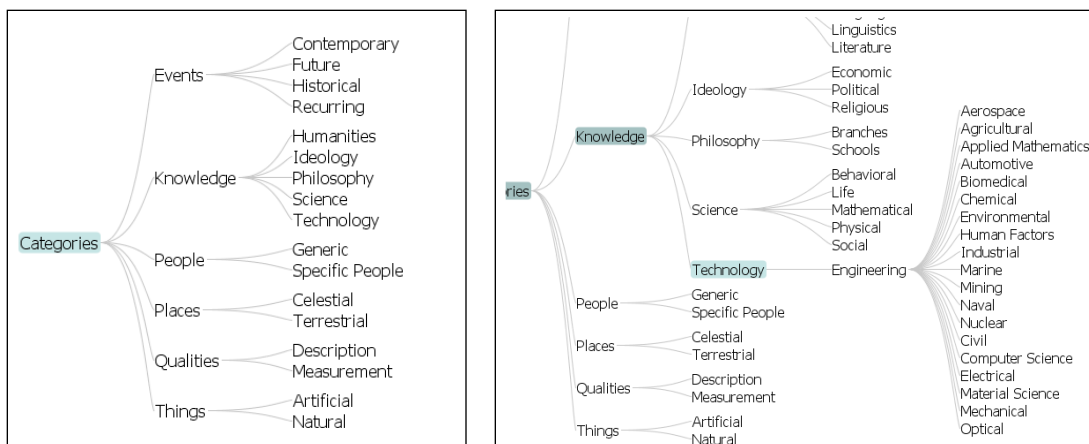 Contemporary
Future
Events
Historical
Recurring
Humanities
Ideology
Knowledge
Philosophy
Science
Technology
Categories
Generic
People
Specific People
Celestial
Places
Terrestrial
Description
Qualities
Measurement
Artificial
Things
Natural
Linguistics
Literature
Economic
Ideology
Political
Religious
Aerospace
Agricultural
Knowledge
Branches
Philosophy
Schools
Applied Mathematics
Automotive
Biomedical
Behavioral
Chemical
Life
ories
Environmental
Science
Mathematical
Human Factors
Physical
Industrial
Social
Technology
Engineering
Marine
Mining
Generic
People
Naval
Specific People
Nuclear
Celestial
Civil
Places
Terrestrial
Computer Science
Electrical
Description
Qualities
Material Science
Measurement
Mechanical
Artificial
Things
Optical
Natural